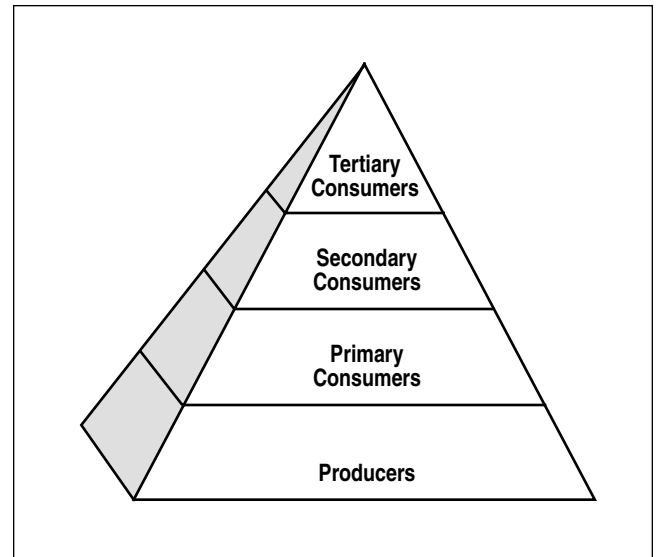 Tertiary
Consumers
Secondary
Consumers
Primary
Consumers
Producers